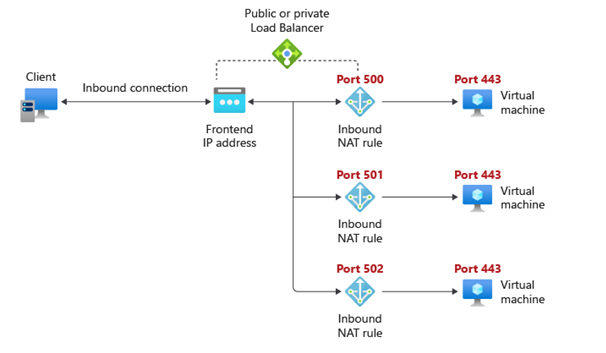 Public or private
Load Balancer
Client
Inbound connection
Port 500
Port 443
Virtual
machine
Frontend
IP address
Inbound
NAT rule
Port 501
Port 443
Virtual
machine
Inbound
NAT rule
Port 502
Port 443
Virtual
machine
Inbound
NAT rule